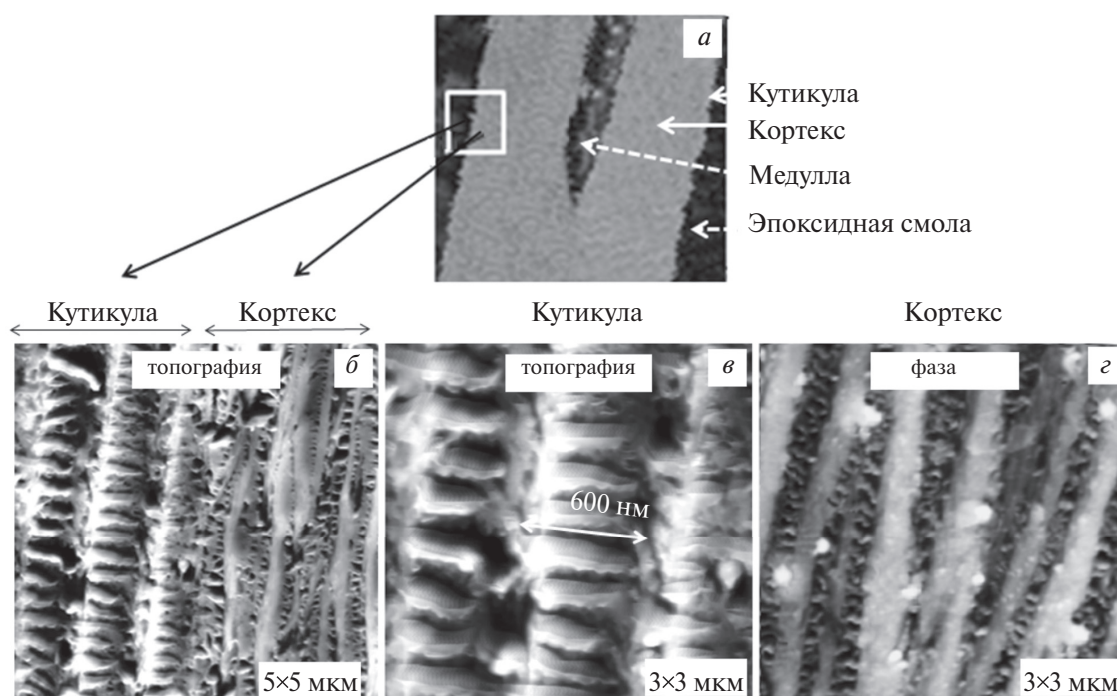 а
Кутикула
Кортекс
Медулла
Эпоксидная смола
Кутикула Кортекс Кутикула Кортекс
топография б топография в фаза г
600 нм
5×5 мкм 3×3 мкм 3×3 мкм